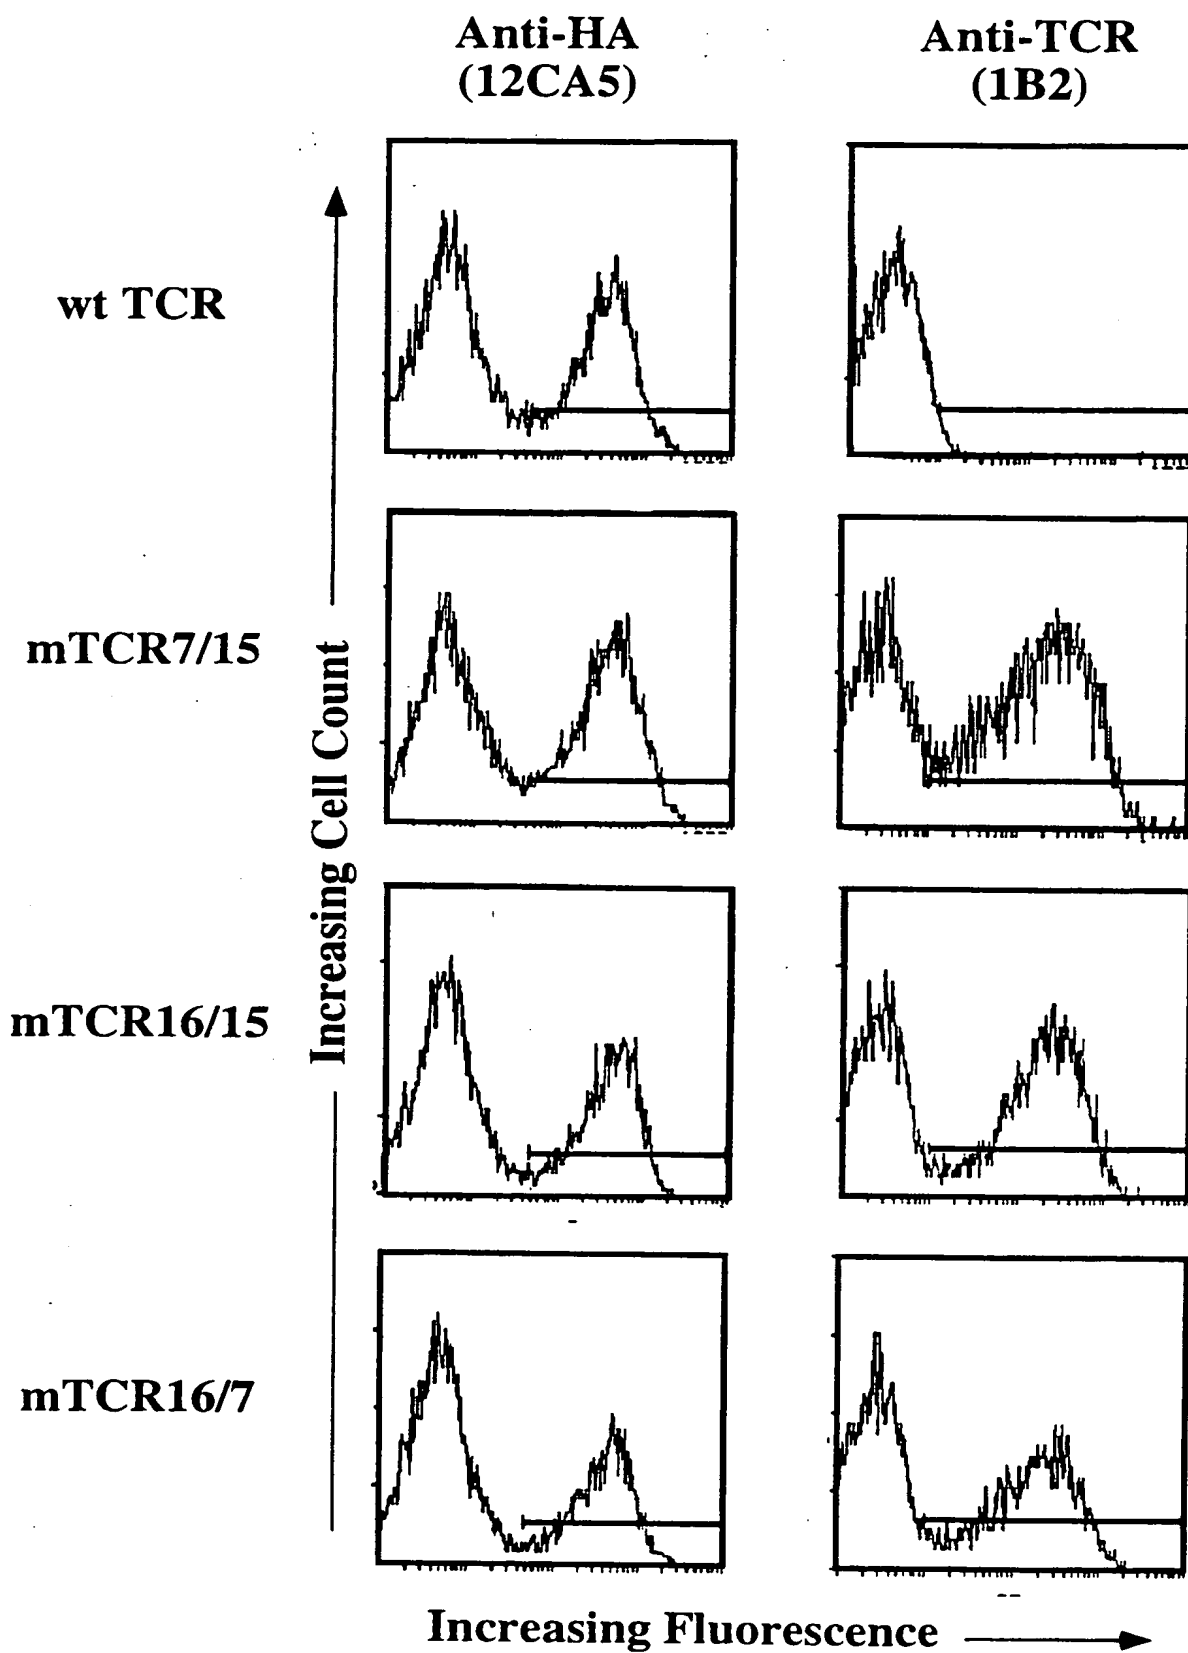 Anti-HA
(12CA5)
Anti-TCR
(1B2)
wt TCR
mTCR7/15
mTCR16/15
mTCR16/7
Increasing Cell Count
Increasing Fluorescence